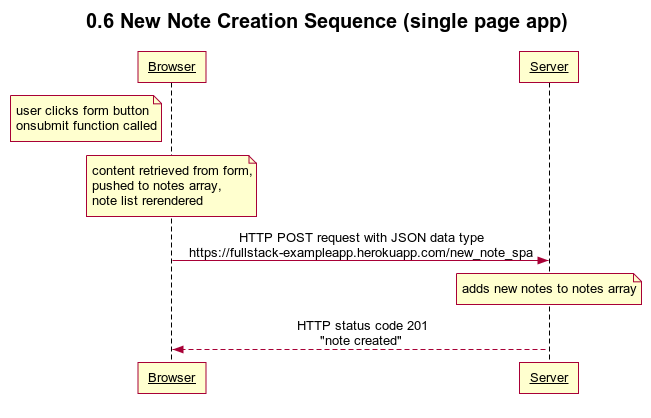 0.6 New Note Creation Sequence (single page app)
Browser
Server
user clicks form button
onsubmit function called
content retrieved from form,
pushed to notes array,
note list rerendered
HTTP POST request with JSON data type
https://fullstack-exampleapp.herokuapp.com/new_note_spa
adds new notes to notes array
HTTP status code 201
"note created"
Browser
Server